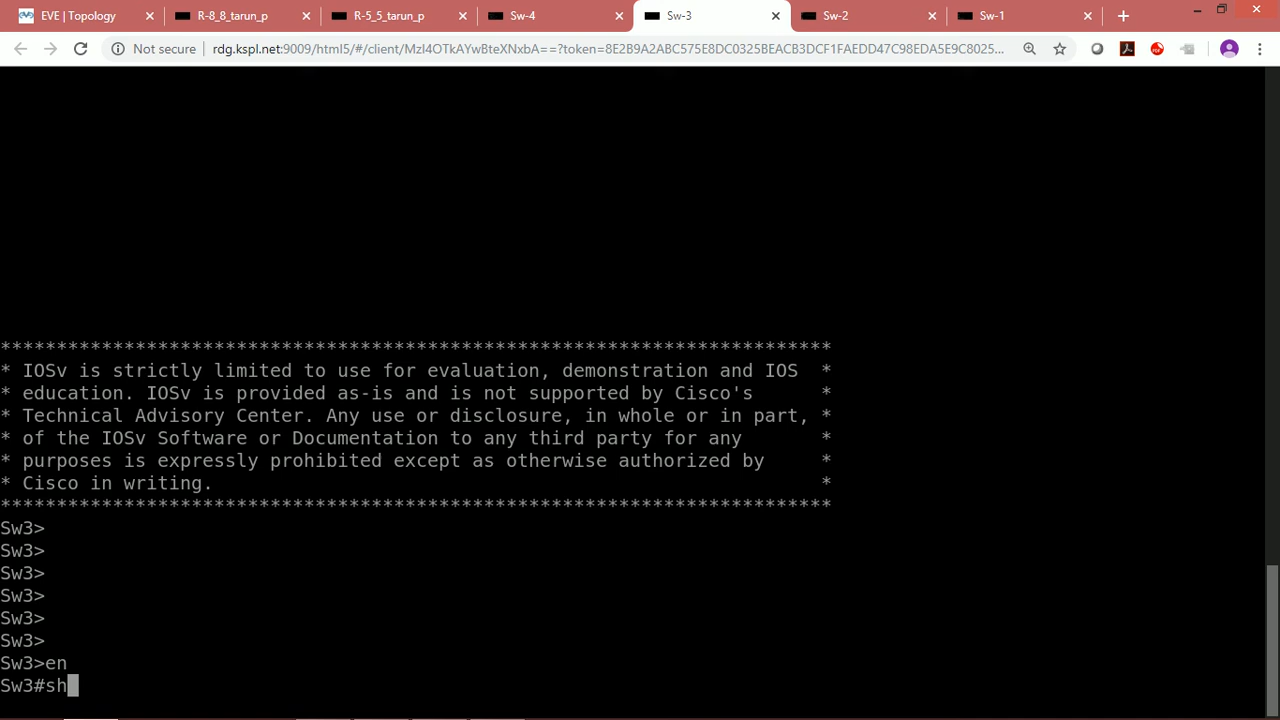 EVE | Topology
R-8_8_tarun_p
R-5_5_tarun_p
Sw-4
Sw-3
Sw-2
Sw-1
Not secure
rdg.kspl.net:9009/html5/#/client/MzI4OTkAYwBteXNxbA==?token=8E2B9A2ABC575E8DC0325BEACB3DCF1FAEDD47C98EDA5E9C8025...
**************************************************************************
* IOSv is strictly limited to use for evaluation, demonstration and IOS  *
* education. IOSv is provided as-is and is not supported by Cisco's      *
* Technical Advisory Center. Any use or disclosure, in whole or in part, *
* of the IOSv Software or Documentation to any third party for any       *
* purposes is expressly prohibited except as otherwise authorized by     *
* Cisco in writing.                                                      *
**************************************************************************
Sw3>
Sw3>
Sw3>
Sw3>
Sw3>
Sw3>
Sw3>en
Sw3#sh